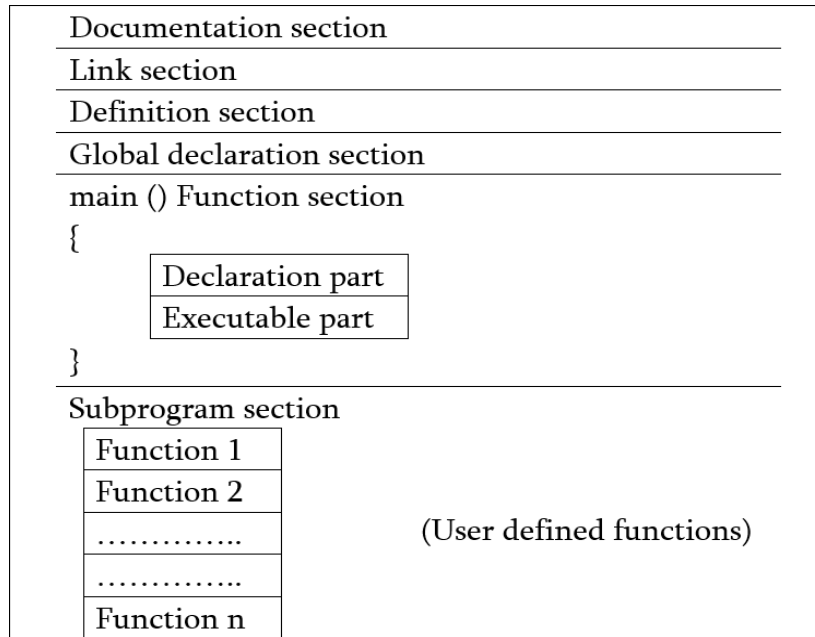 Documentation section
Link section
Definition section
Global declaration section
main () Function section
{
Declaration part
Executable part
}
Subprogram section
Function 1
Function 2
…………..
(User defined functions)
…………..
Function n